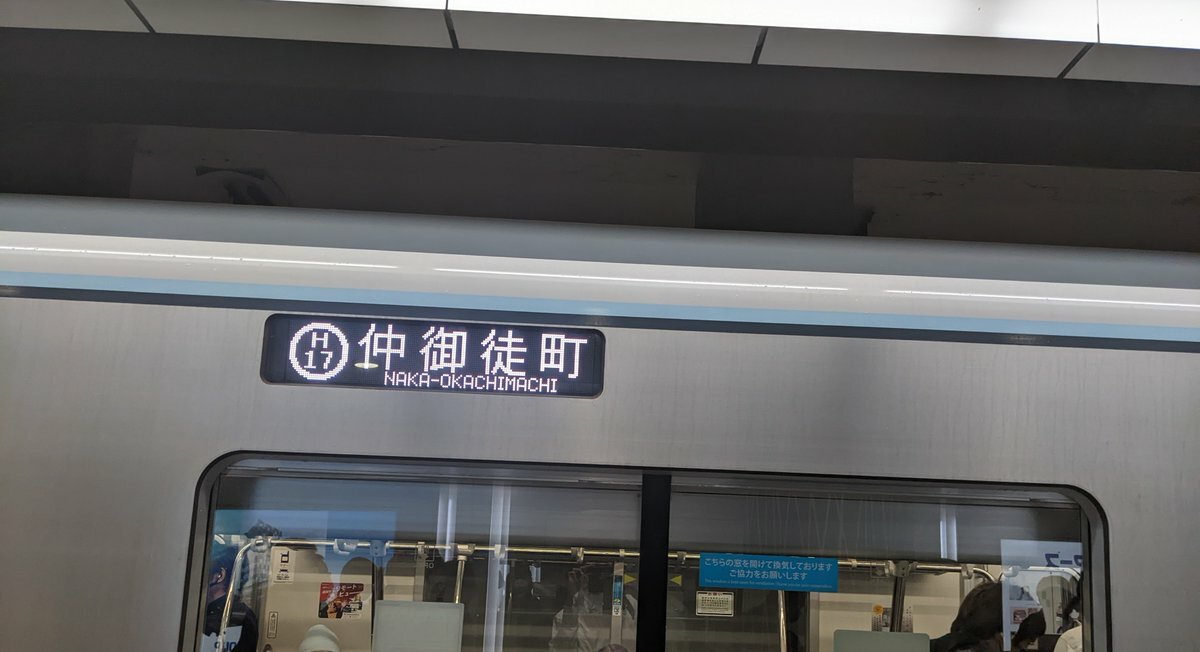 H
17
仲御徒町
NAKA-OKACHIMACHI
こちらの窓を開けて換気しております
ご協力をお願いします